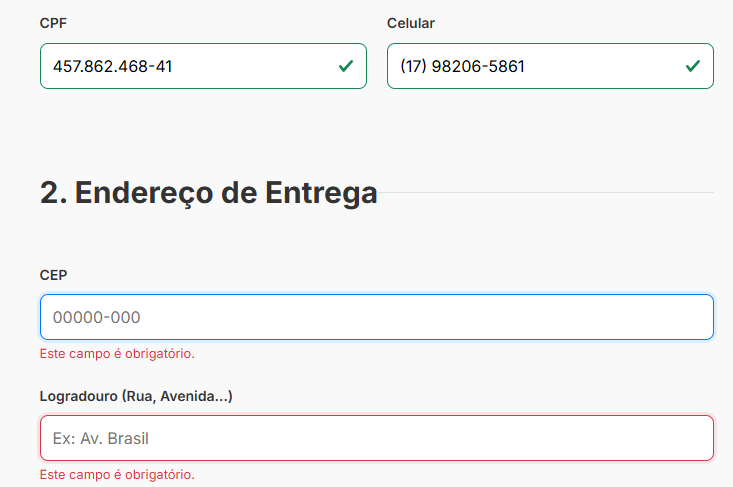 CPF Celular
457.862.468-41 (17) 98206-5861
2. Endereço de Entrega
CEP
00000-000
Este campo é obrigatório.
Logradouro (Rua, Avenida...)
Ex: Av. Brasil
Este campo é obrigatório.